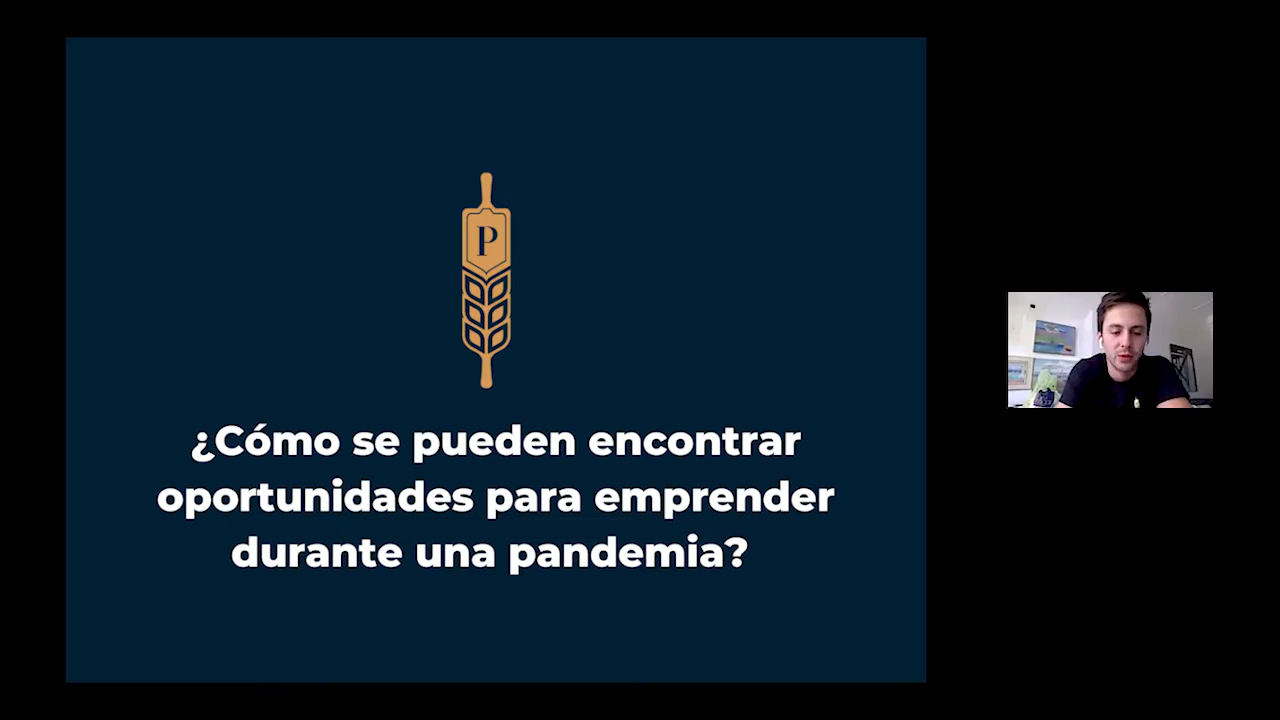 P
¿Cómo se pueden encontrar
oportunidades para emprender
durante una pandemia?